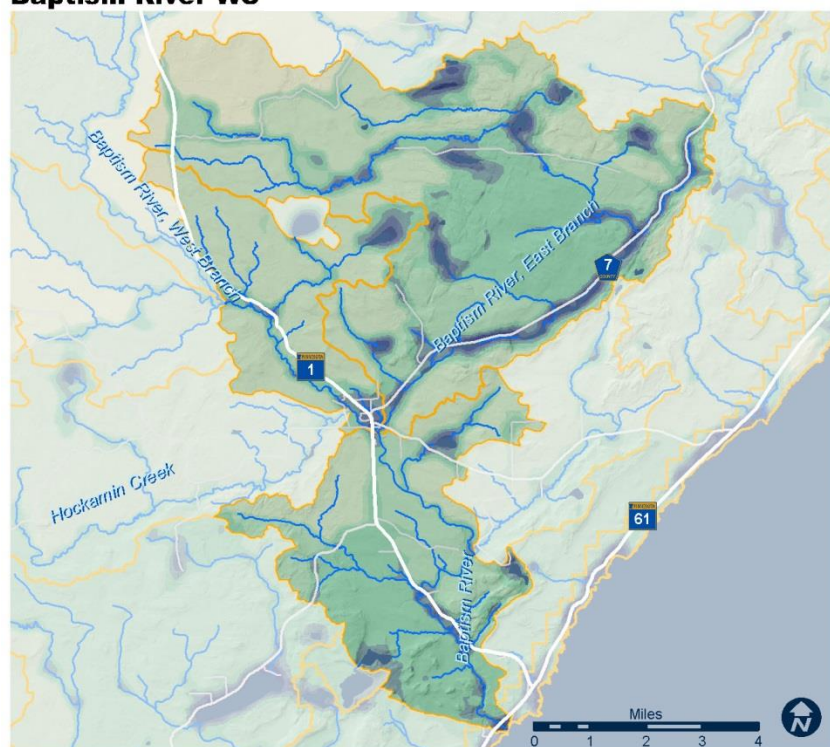 Baptism River WS
Baptism River, West Branch
Baptism River, East Branch
7
COUNTY
1
Hockamin Creek
61
Baptism River
Miles
0 1 2 3 4
N